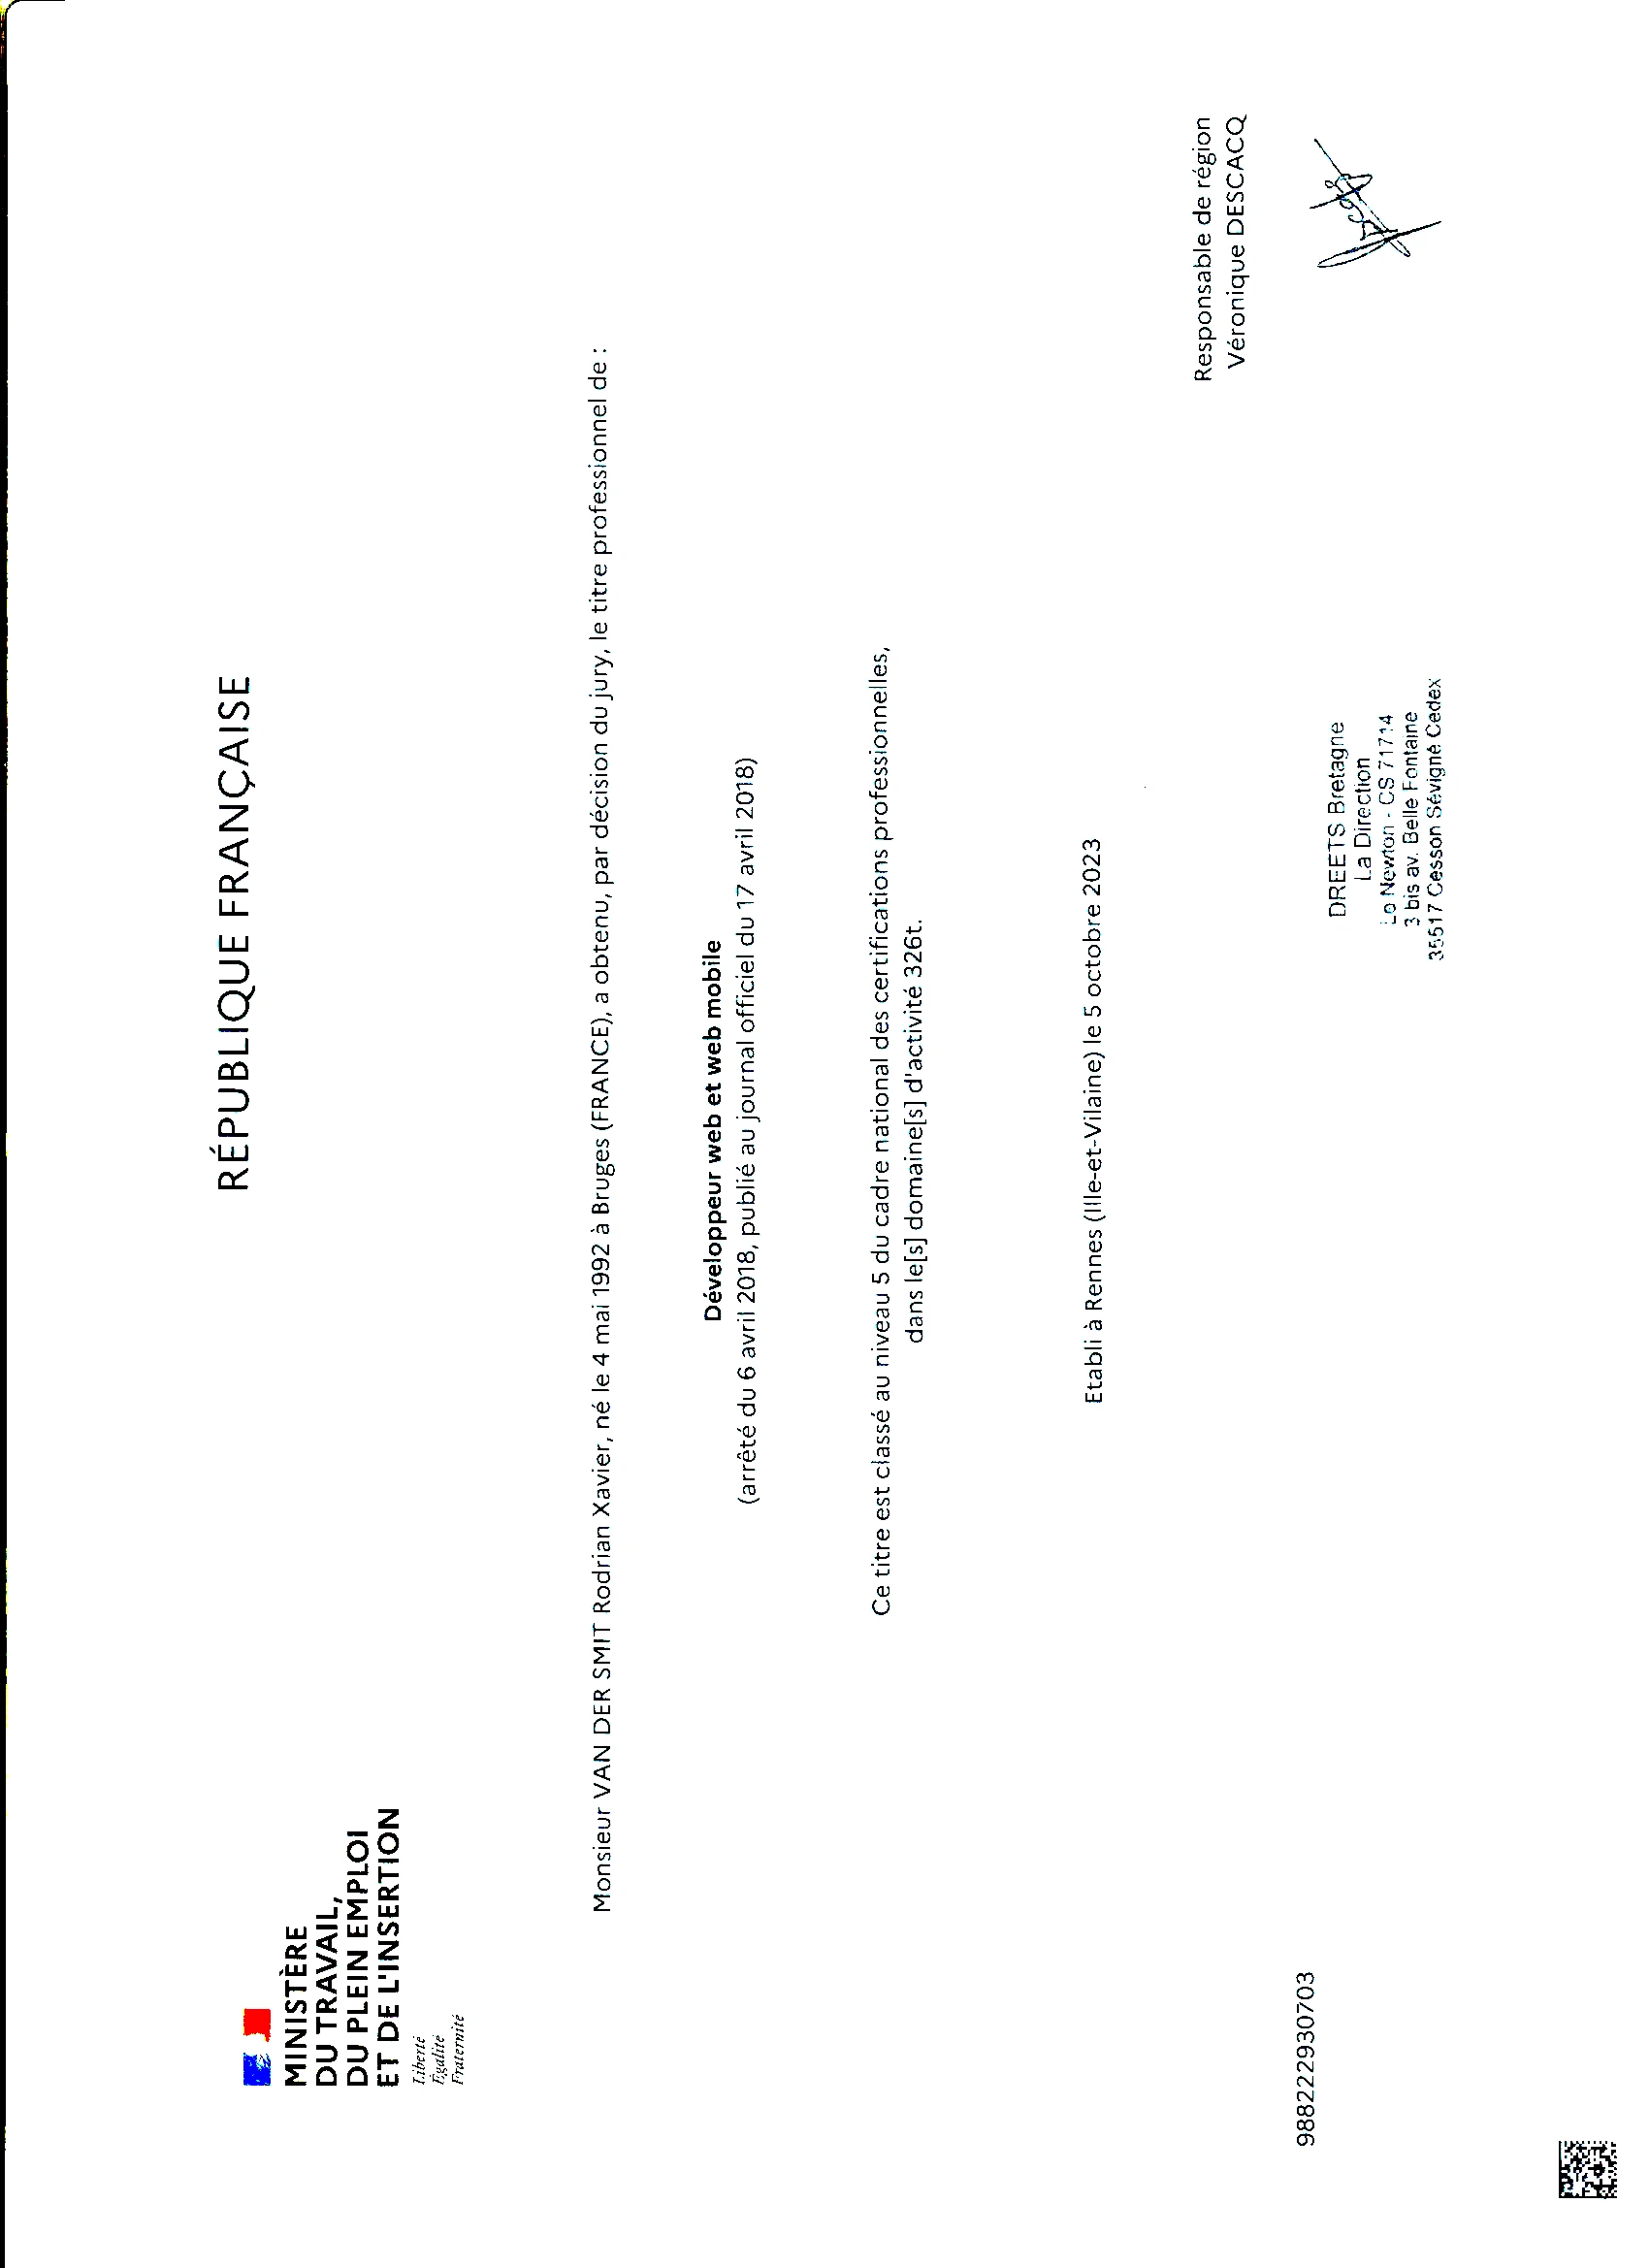 MINISTÈRE
DU TRAVAIL,
DU PLEIN EMPLOI
ET DE L'INSERTION
Liberté
Égalité
Fraternité
RÉPUBLIQUE FRANÇAISE
Monsieur VAN DER SMIT Rodrian Xavier, né le 4 mai 1992 à Bruges (FRANCE), a obtenu, par décision du jury, le titre professionnel de :
Développeur web et web mobile
(arrêté du 6 avril 2018, publié au journal officiel du 17 avril 2018)
Ce titre est classé au niveau 5 du cadre national des certifications professionnelles,
dans le[s] domaine[s] d'activité 326t.
Etabli à Rennes (Ille-et-Vilaine) le 5 octobre 2023
Responsable de région
Véronique DESCACQ
988222930703
DREETS Bretagne
La Direction
Le Newton - CS 71714
3 bis av. Belle Fontaine
35517 Cesson Sévigné Cedex